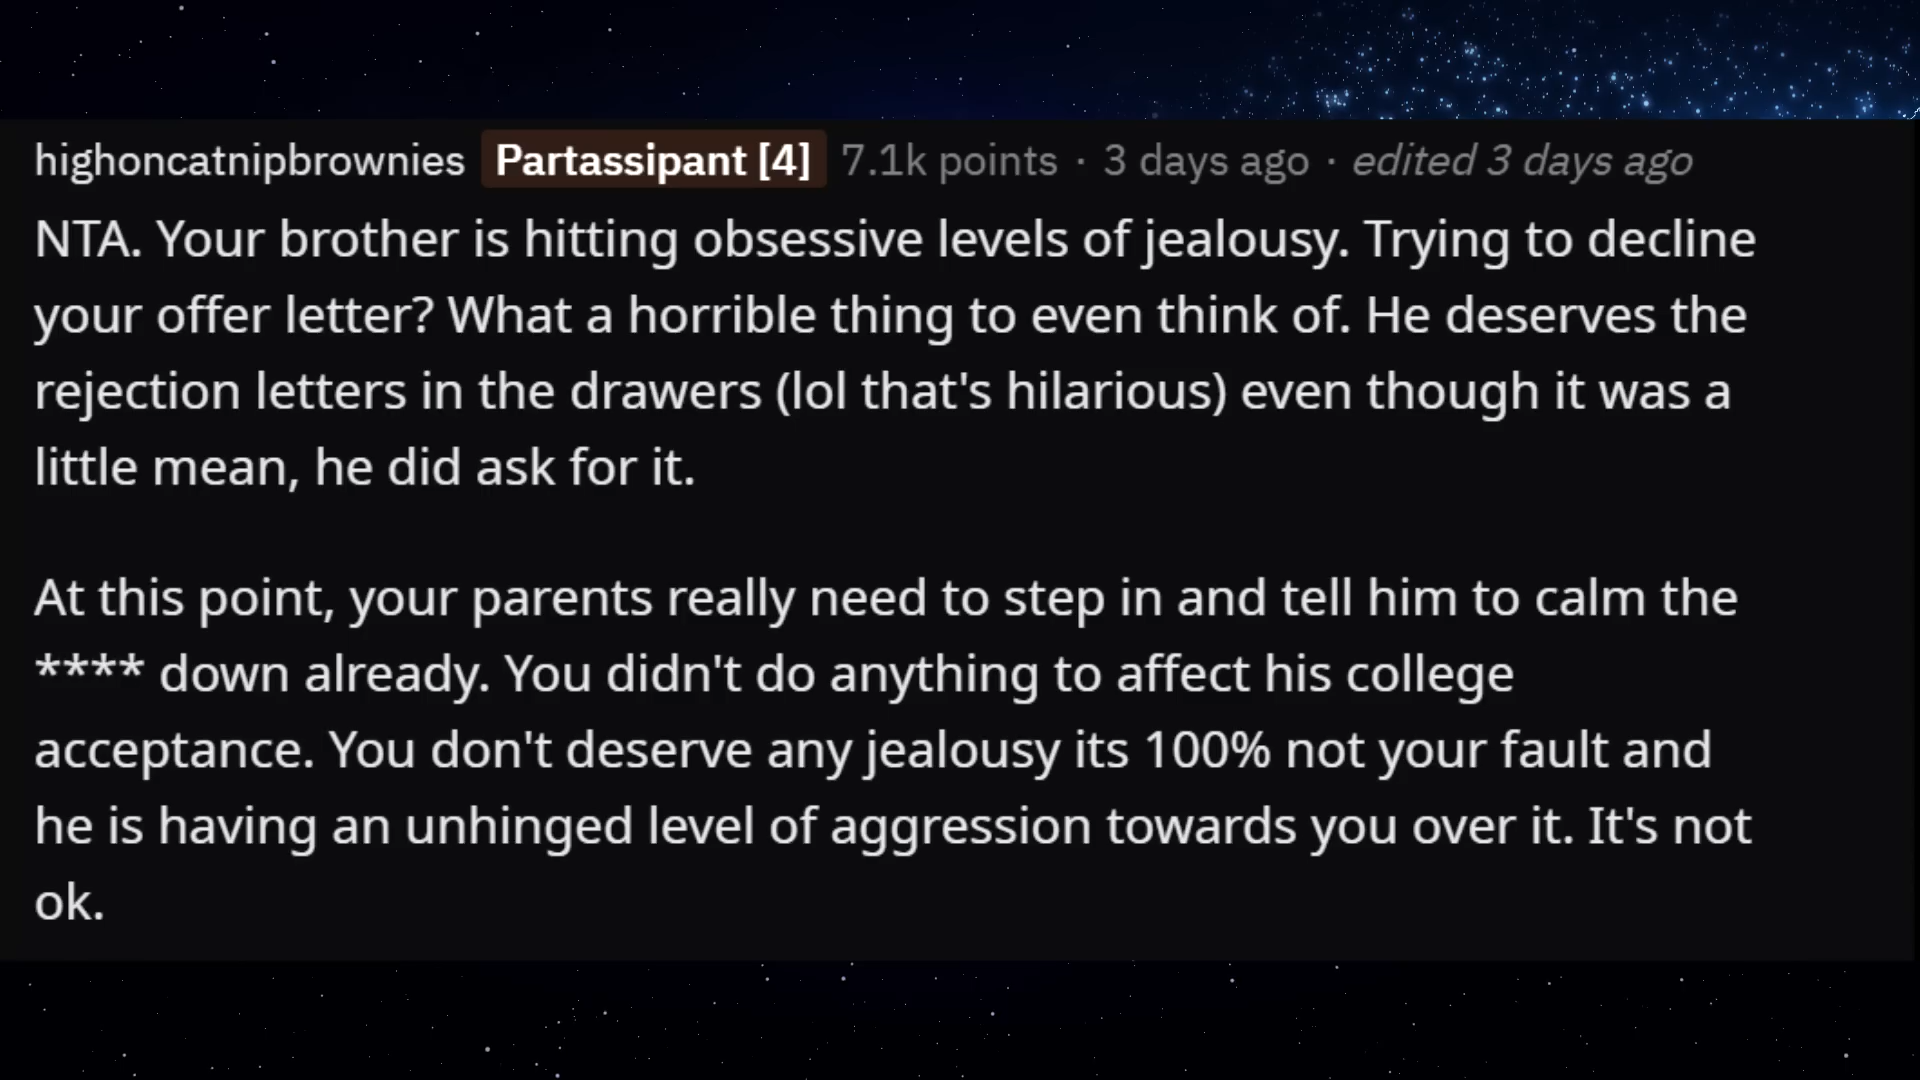 highoncatnipbrownies Partassipant [4] 7.1k points · 3 days ago · edited 3 days ago
NTA. Your brother is hitting obsessive levels of jealousy. Trying to decline
your offer letter? What a horrible thing to even think of. He deserves the
rejection letters in the drawers (lol that's hilarious) even though it was a
little mean, he did ask for it.
At this point, your parents really need to step in and tell him to calm the
**** down already. You didn't do anything to affect his college
acceptance. You don't deserve any jealousy its 100% not your fault and
he is having an unhinged level of aggression towards you over it. It's not
ok.